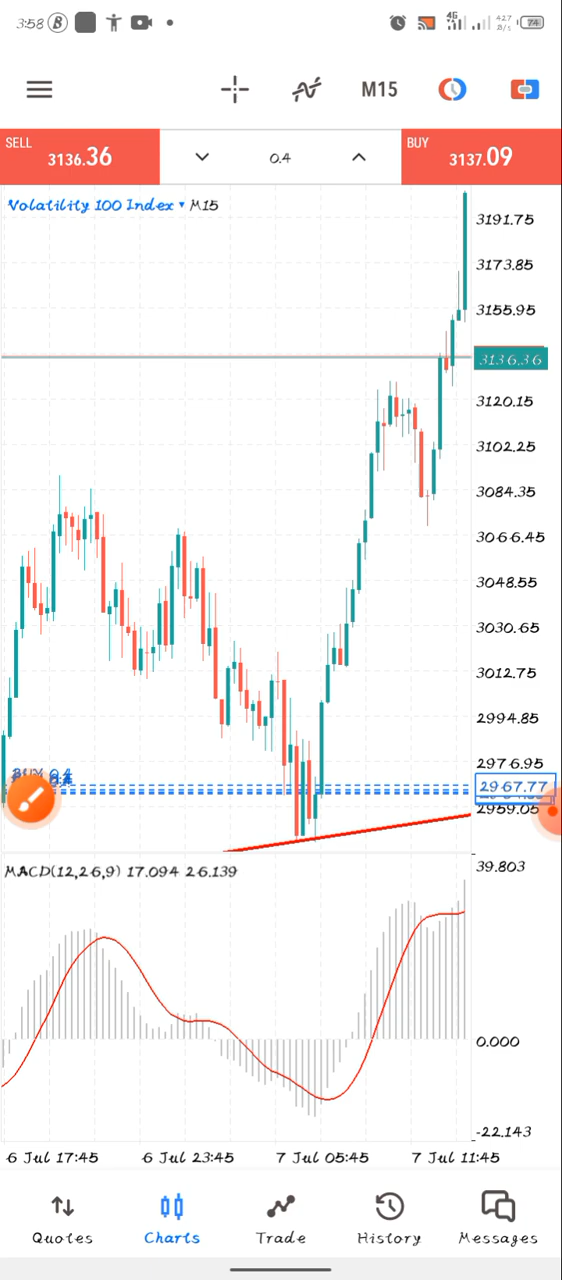 3:58 B 4G 427 B/s 74
M15
SELL 3136.36
0.4
BUY 3137.09
Volatility 100 Index ▾ M15
3191.75
3173.85
3155.95
3136.36
3120.15
3102.25
3084.35
3066.45
3048.55
3030.65
3012.75
2994.85
2976.95
2967.77
2959.05
MACD(12,26,9) 17.094 26.139
39.803
0.000
-22.143
6 Jul 17:45 6 Jul 23:45 7 Jul 05:45 7 Jul 11:45
Quotes Charts Trade History Messages